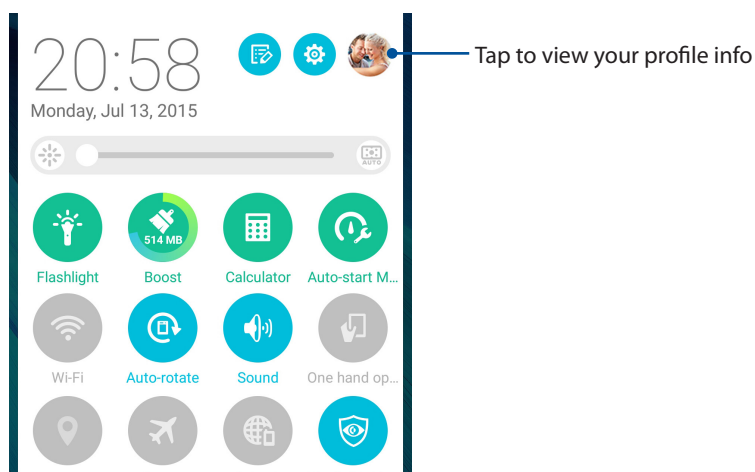 20:58
Tap to view your profile info
Monday, Jul 13, 2015
AUTO
514 MB
Flashlight Boost Calculator Auto-start M...
Wi-Fi Auto-rotate Sound One hand op...